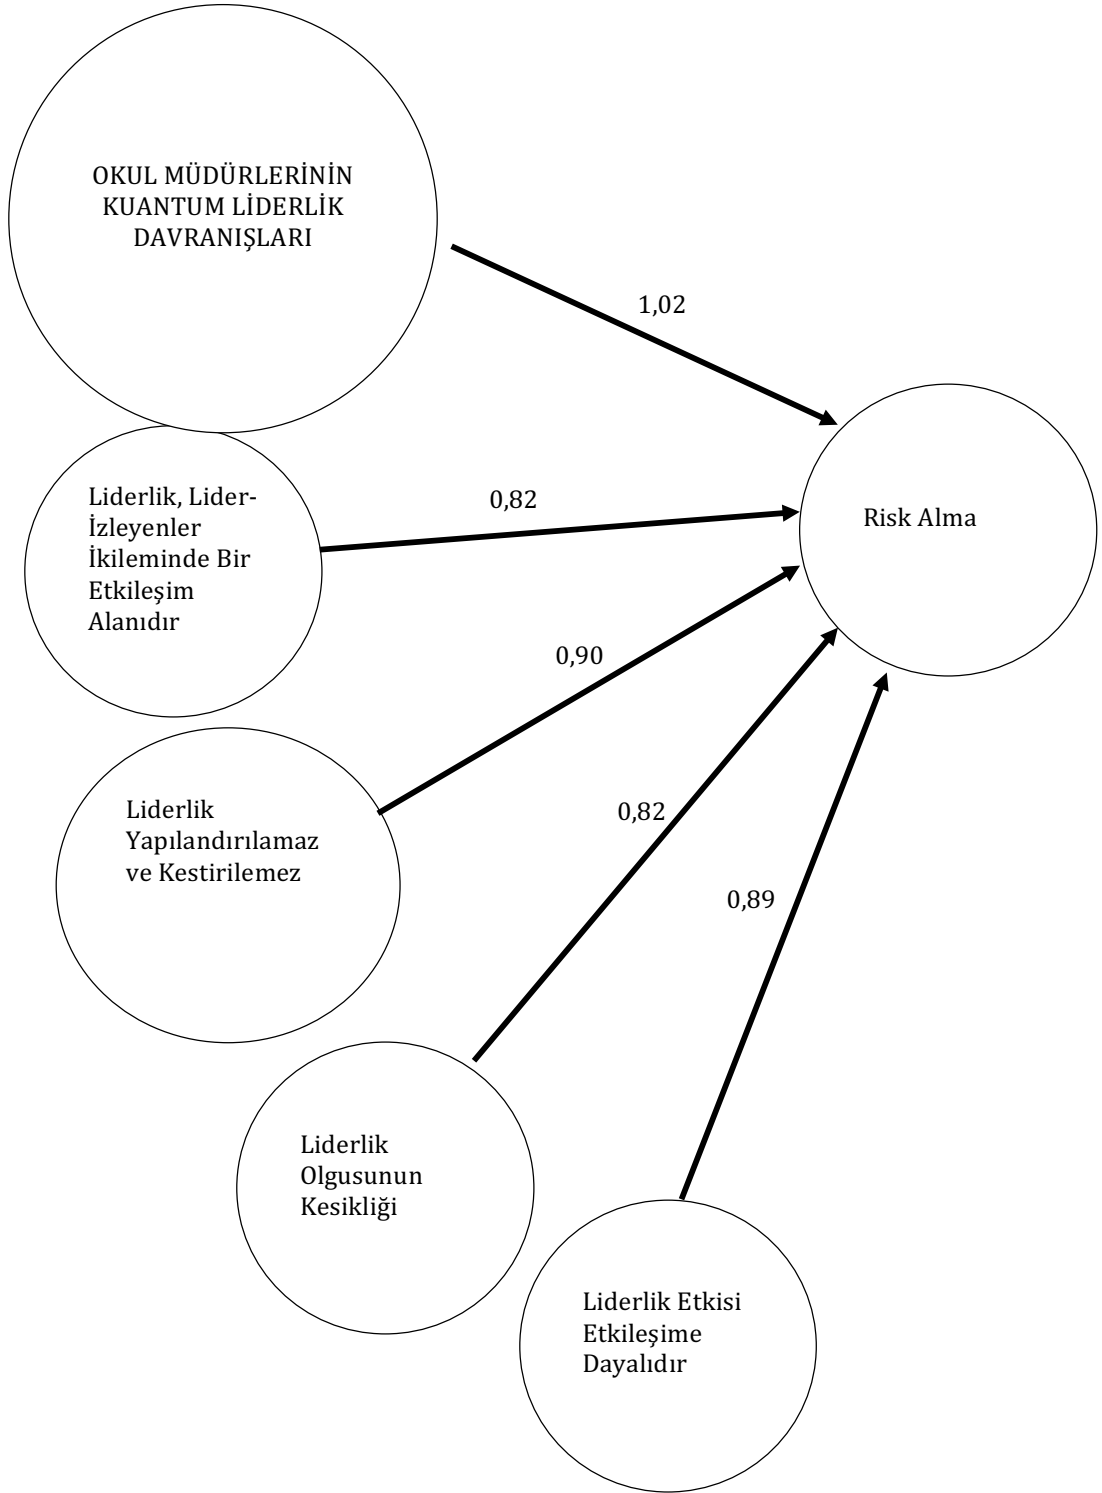 OKUL MÜDÜRLERİNİN
KUANTUM LİDERLİK
DAVRANIŞLARI
1,02
Liderlik, Lider-
İzleyenler
İkileminde Bir
Etkileşim
Alanıdır
0,82
Risk Alma
0,90
Liderlik
Yapılandırılamaz
ve Kestirilemez
0,82
0,89
Liderlik
Olgusunun
Kesikliği
Liderlik Etkisi
Etkileşime
Dayalıdır